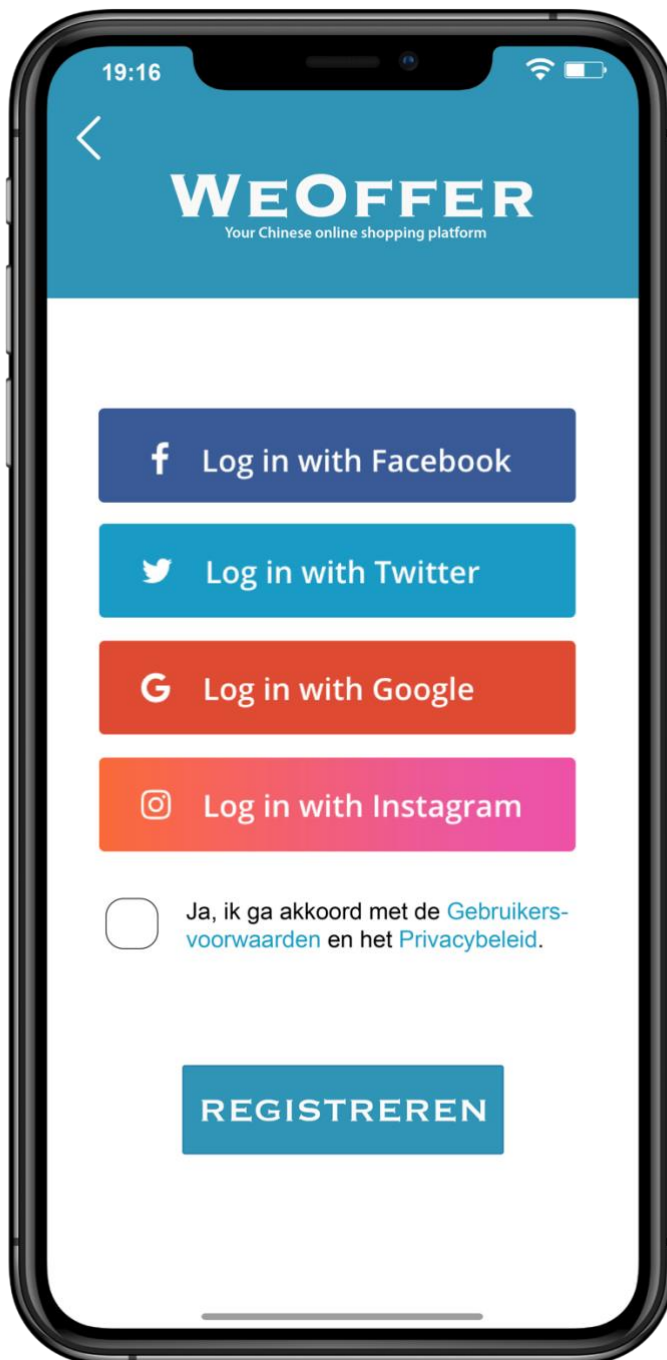 19:16
WEOFFER
Your Chinese online shopping platform
f Log in with Facebook
Log in with Twitter
G Log in with Google
Log in with Instagram
Ja, ik ga akkoord met de Gebruikers-
voorwaarden en het Privacybeleid.
REGISTREREN